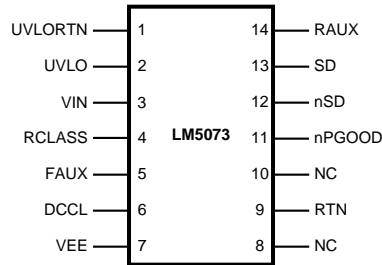 UVLORTN 1 14 RAUX
UVLO 2 13 SD
VIN 3 12 nSD
RCLASS 4 LM5073 11 nPGOOD
FAUX 5 10 NC
DCCL 6 9 RTN
VEE 7 8 NC